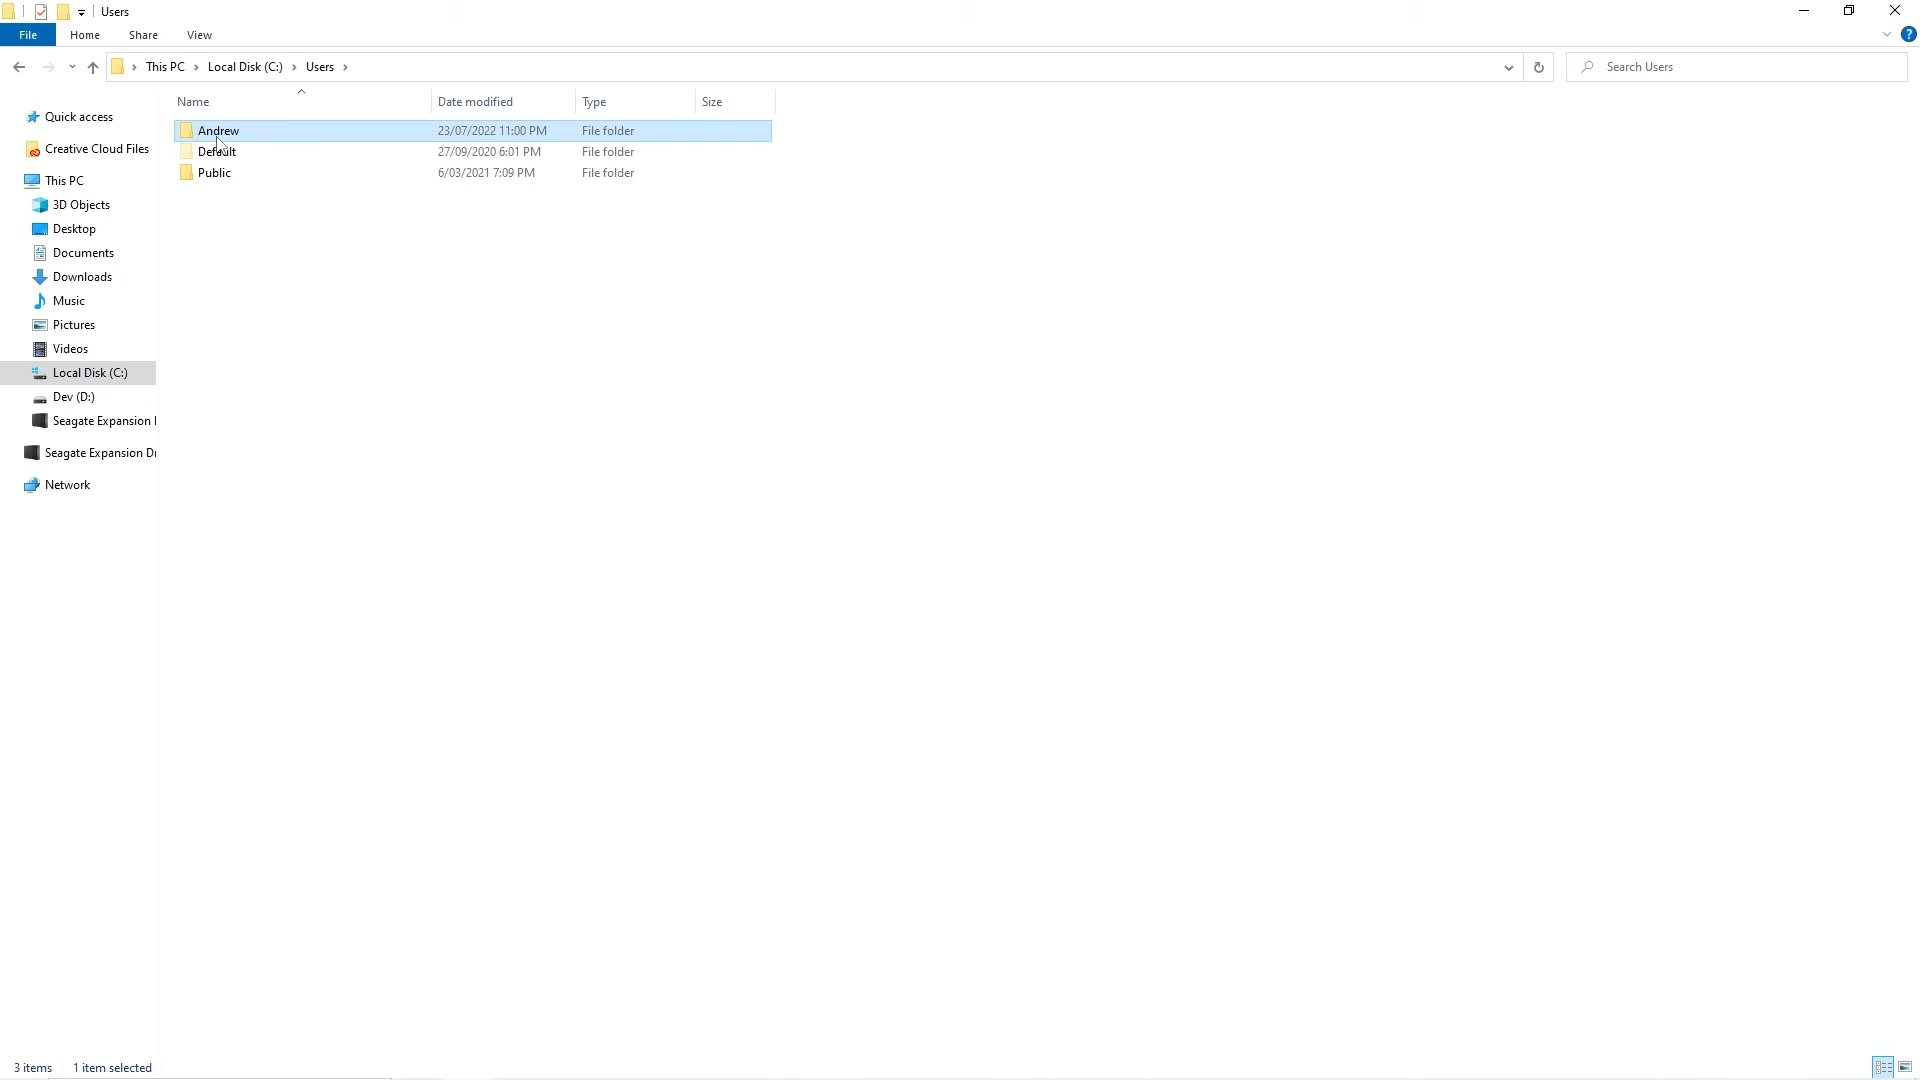 Users
File Home Share View
This PC Local Disk (C:) Users
Search Users
Name Date modified Type Size
Quick access
Creative Cloud Files
This PC
3D Objects
Desktop
Documents
Downloads
Music
Pictures
Videos
Local Disk (C:)
Dev (D:)
Seagate Expansion
Seagate Expansion Dr
Network
Andrew 23/07/2022 11:00 PM File folder
Default 27/09/2020 6:01 PM File folder
Public 6/03/2021 7:09 PM File folder
3 items 1 item selected